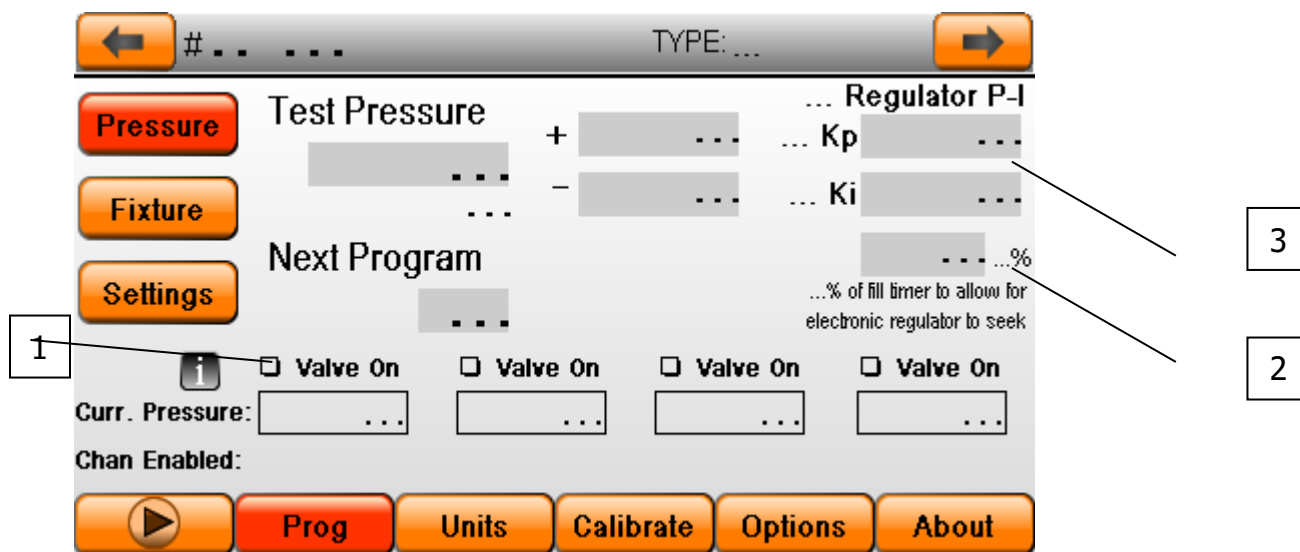 #.. ... TYPE: ...
Pressure
Test Pressure
... Regulator P-I
+ ...
... Kp ...
...
- ...
... Ki ...
...
Fixture
3
Next Program
... ...%
Settings
...% of fill timer to allow for
electronic regulator to seek
...
1
i
Valve On Valve On Valve On Valve On
2
Curr. Pressure: ... ... ... ...
Chan Enabled:
Prog Units Calibrate Options About